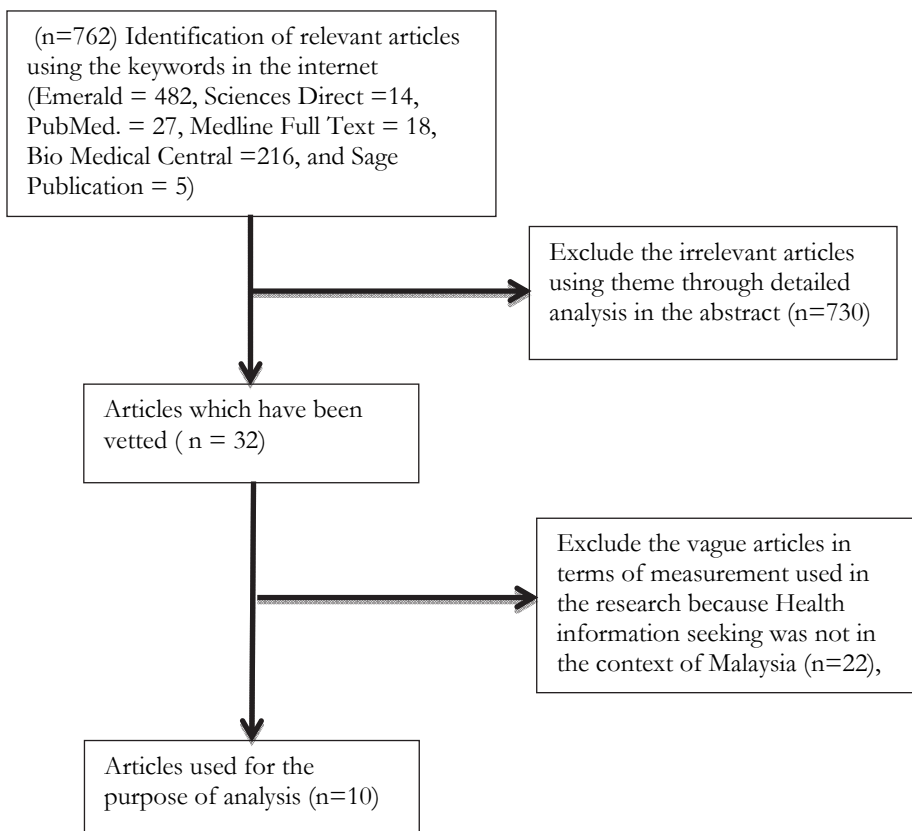 (n=762) Identification of relevant articles
using the keywords in the internet
(Emerald = 482, Sciences Direct =14,
PubMed. = 27, Medline Full Text = 18,
Bio Medical Central =216, and Sage
Publication = 5)
Exclude the irrelevant articles
using theme through detailed
analysis in the abstract (n=730)
Articles which have been
vetted ( n = 32)
Exclude the vague articles in
terms of measurement used in
the research because Health
information seeking was not in
the context of Malaysia (n=22),
Articles used for the
purpose of analysis (n=10)